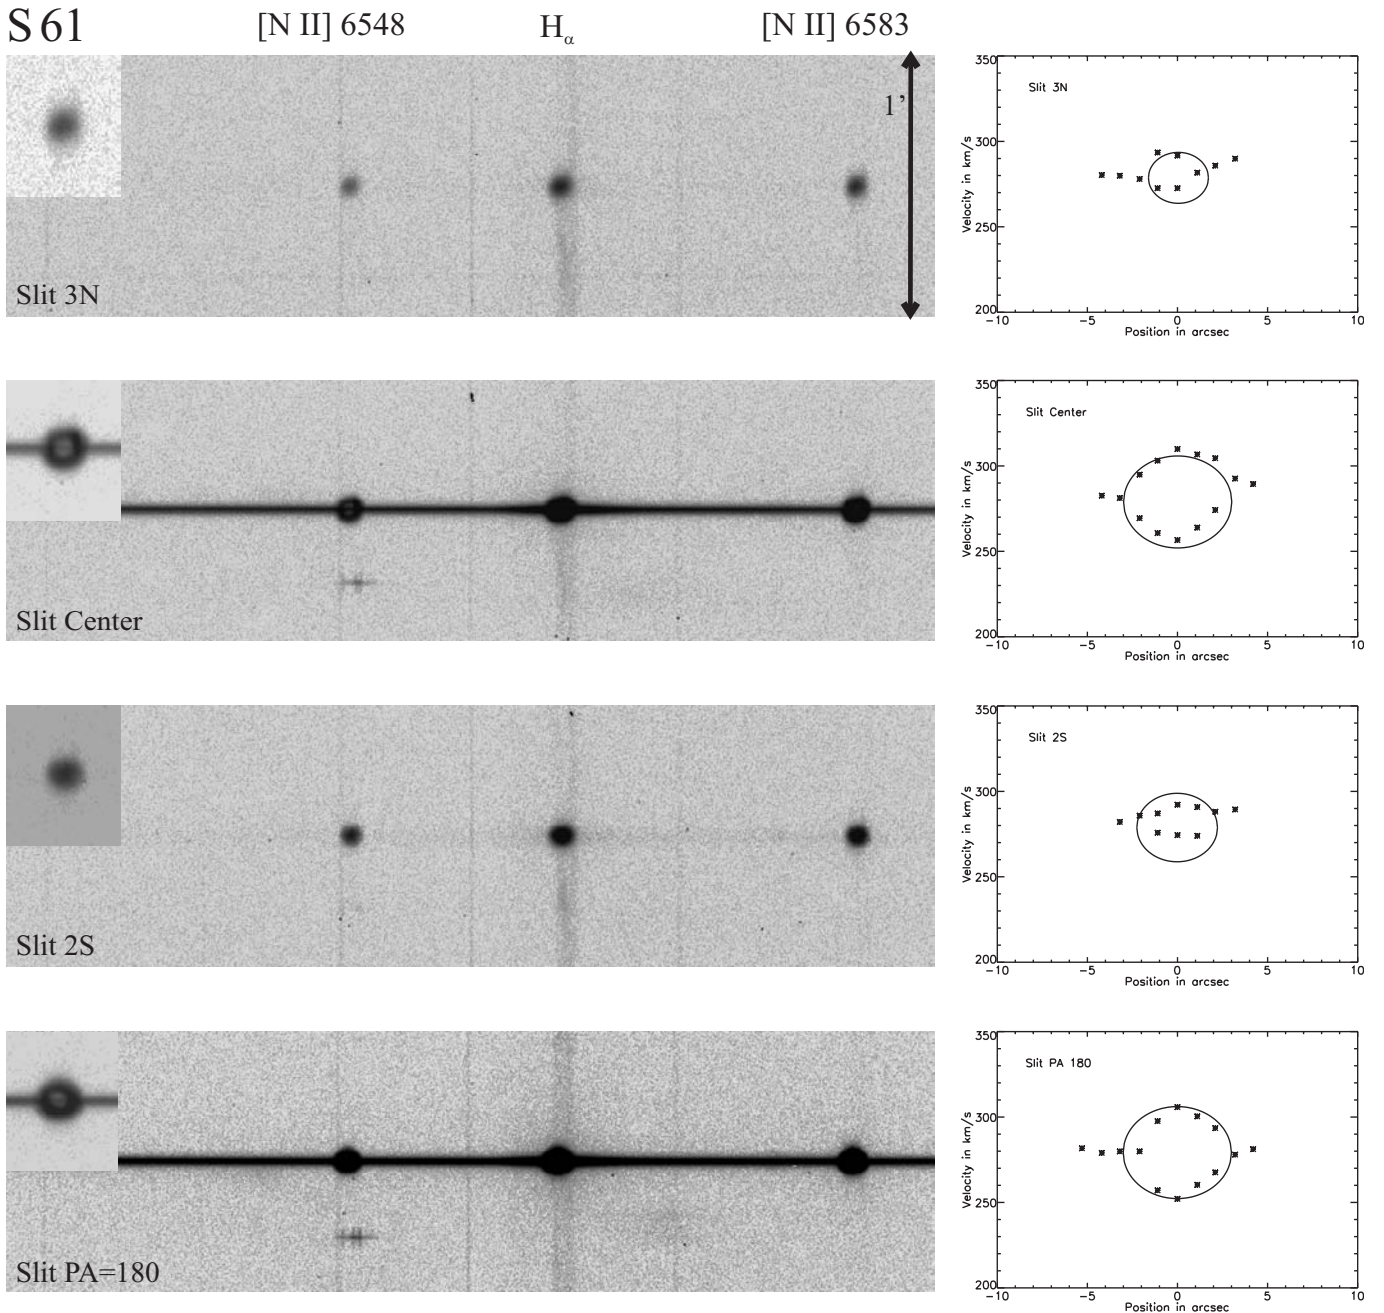 S 61
[N II] 6548
Hα
[N II] 6583
1’
Slit 3N
Slit 3N
350
300
250
200
Velocity in km/s
−10 −5 0 5 10
Position in arcsec
Slit Center
Slit Center
350
300
250
200
Velocity in km/s
−10 −5 0 5 10
Position in arcsec
Slit 2S
Slit 2S
350
300
250
200
Velocity in km/s
−10 −5 0 5 10
Position in arcsec
Slit PA=180
Slit PA 180
350
300
250
200
Velocity in km/s
−10 −5 0 5 10
Position in arcsec